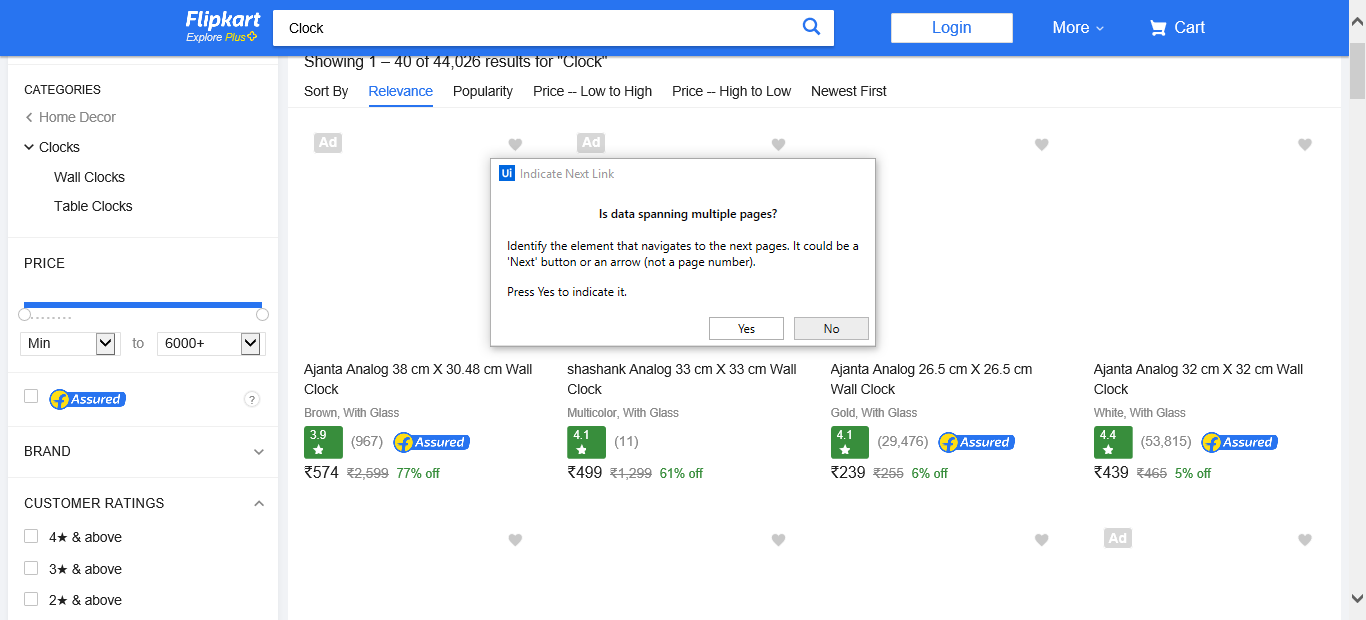 Flipkart
Explore Plus
Clock
Login
More
Cart
CATEGORIES
Home Decor
Clocks
Wall Clocks
Table Clocks
PRICE
Min
to
6000+
Assured
?
BRAND
CUSTOMER RATINGS
4★ & above
3★ & above
2★ & above
Showing 1 – 40 of 44,026 results for "Clock"
Sort By Relevance Popularity Price -- Low to High Price -- High to Low Newest First
Ad
Ad
Ui Indicate Next Link
Is data spanning multiple pages?
Identify the element that navigates to the next pages. It could be a
'Next' button or an arrow (not a page number).
Press Yes to indicate it.
Yes No
Ajanta Analog 38 cm X 30.48 cm Wall
Clock
Brown, With Glass
3.9 ★ (967) Assured
₹574 ₹2,599 77% off
shashank Analog 33 cm X 33 cm Wall
Clock
Multicolor, With Glass
4.1 ★ (11)
₹499 ₹1,299 61% off
Ajanta Analog 26.5 cm X 26.5 cm
Wall Clock
Gold, With Glass
4.1 ★ (29,476) Assured
₹239 ₹255 6% off
Ajanta Analog 32 cm X 32 cm Wall
Clock
White, With Glass
4.4 ★ (53,815) Assured
₹439 ₹465 5% off
Ad